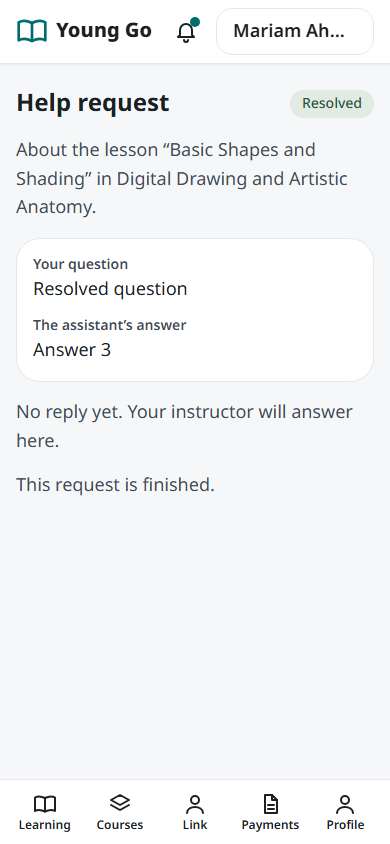 Young Go
Mariam Ah...
Help request
Resolved
About the lesson “Basic Shapes and
Shading” in Digital Drawing and Artistic
Anatomy.
Your question
Resolved question
The assistant’s answer
Answer 3
No reply yet. Your instructor will answer
here.
This request is finished.
Learning
Courses
Link
Payments
Profile